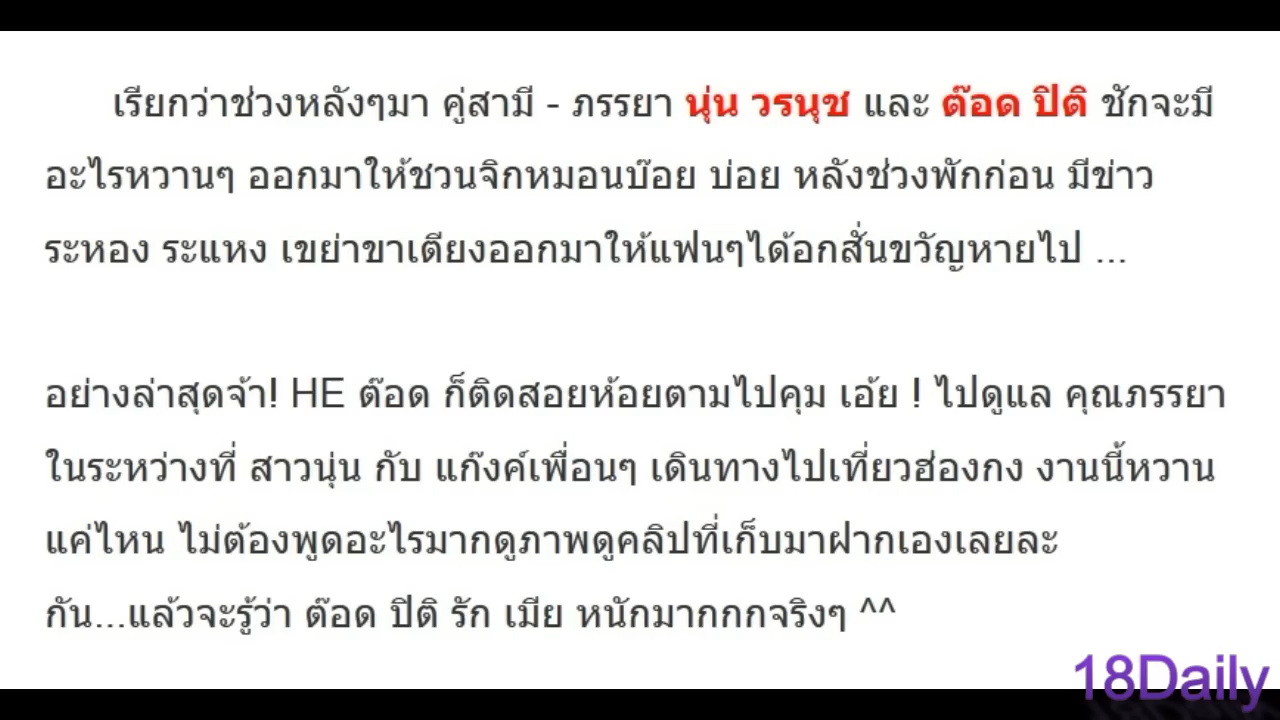 เรียกว่าช่วงหลังๆมา คู่สามี - ภรรยา นุ่น วรนุช และ ต๊อด ปิติ ชักจะมี
อะไรหวานๆ ออกมาให้ชวนจิกหมอนบ๊อย บ่อย หลังช่วงพักก่อน มีข่าว
ระหอง ระแหง เขย่าขาเตียงออกมาให้แฟนๆได้อกสั่นขวัญหายไป ...
อย่างล่าสุดจ้า! HE ต๊อด ก็ติดสอยห้อยตามไปคุม เอ้ย ! ไปดูแล คุณภรรยา
ในระหว่างที่ สาวนุ่น กับ แก๊งค์เพื่อนๆ เดินทางไปเที่ยวฮ่องกง งานนี้หวาน
แค่ไหน ไม่ต้องพูดอะไรมากดูภาพดูคลิปที่เก็บมาฝากเองเลยละ
กัน...แล้วจะรู้ว่า ต๊อด ปิติ รัก เมีย หนักมากกกจริงๆ ^^
18Daily